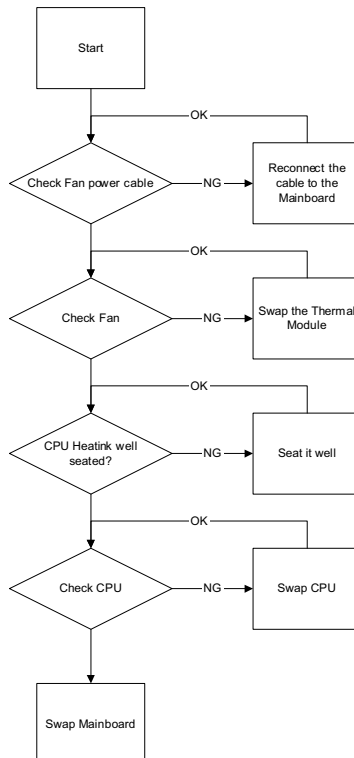 Start
OK
Check Fan power cable
NG
Reconnect the
cable to the
Mainboard
OK
Check Fan
NG
Swap the Thermal
Module
OK
CPU Heatink well
seated?
NG
Seat it well
OK
Check CPU
NG
Swap CPU
Swap Mainboard